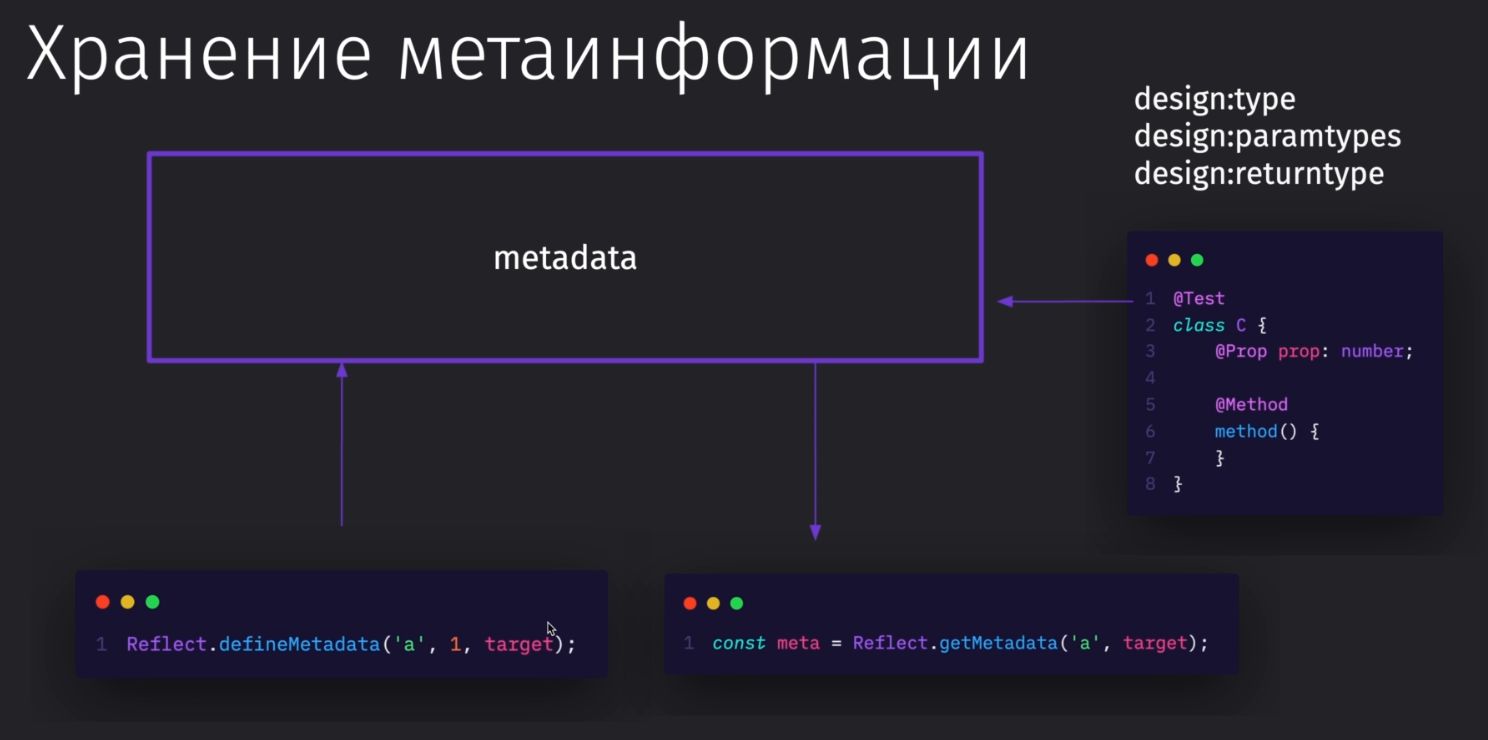 Хранение метаинформации
design:type
design:paramtypes
design:returntype
metadata
1 @Test
2 class C {
3 @Prop prop: number;
4
5 @Method
6 method() {
7 }
8 }
1 Reflect.defineMetadata('a', 1, target);
1 const meta = Reflect.getMetadata('a', target);